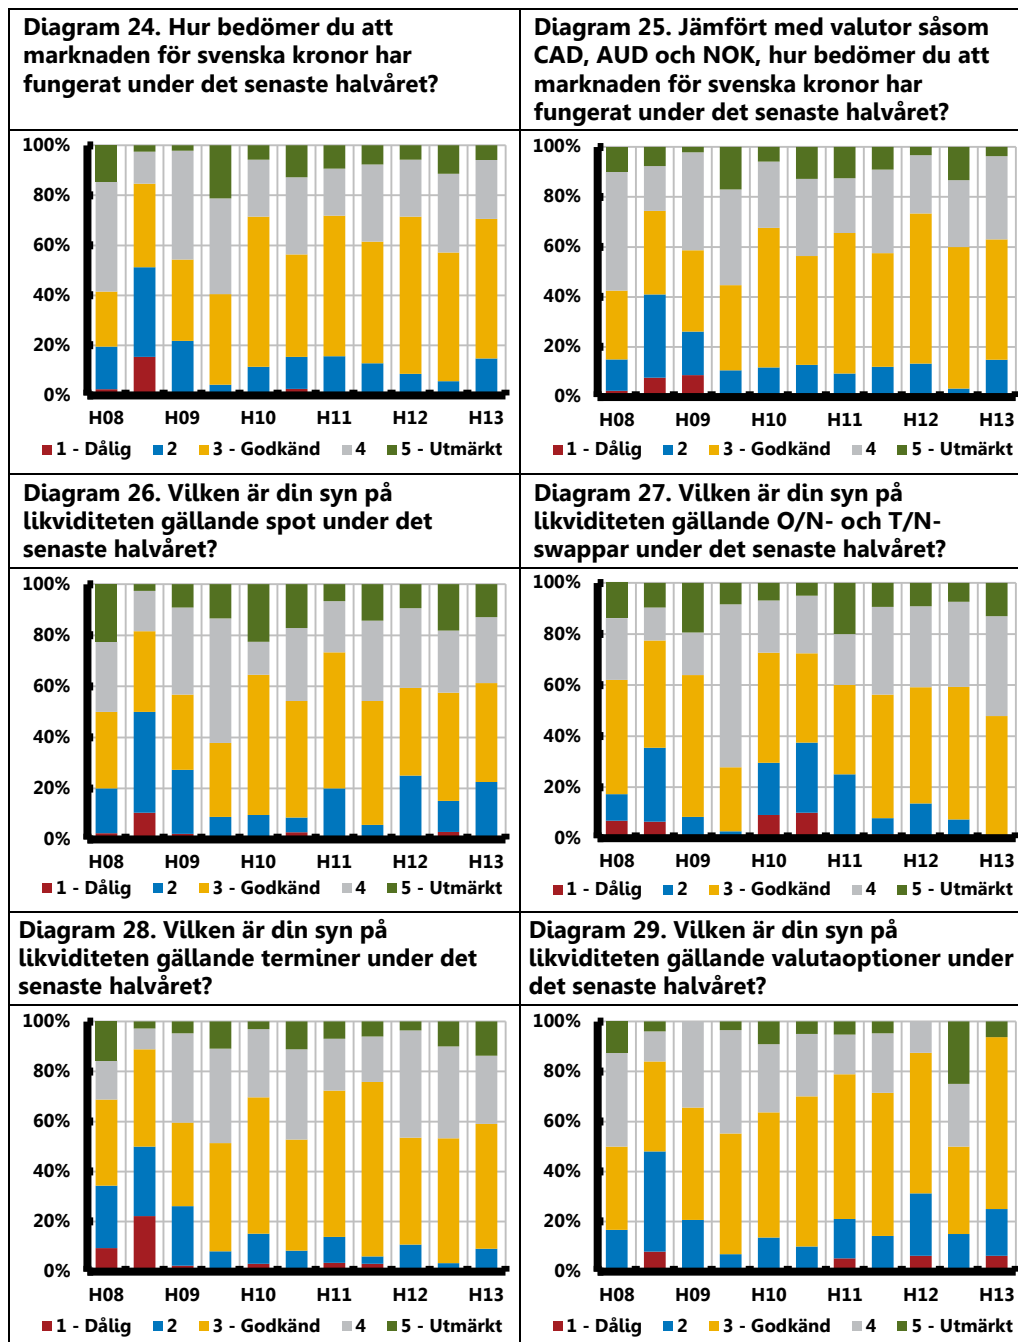 Diagram 24. Hur bedömer du att
marknaden för svenska kronor har
fungerat under det senaste halvåret?
100%
80%
60%
40%
20%
0%
H08 H09 H10 H11 H12 H13
1 - Dålig 2 3 - Godkänd 4 5 - Utmärkt
Diagram 25. Jämfört med valutor såsom
CAD, AUD och NOK, hur bedömer du att
marknaden för svenska kronor har
fungerat under det senaste halvåret?
100%
80%
60%
40%
20%
0%
H08 H09 H10 H11 H12 H13
1 - Dålig 2 3 - Godkänd 4 5 - Utmärkt
Diagram 26. Vilken är din syn på
likviditeten gällande spot under det
senaste halvåret?
100%
80%
60%
40%
20%
0%
H08 H09 H10 H11 H12 H13
1 - Dålig 2 3 - Godkänd 4 5 - Utmärkt
Diagram 27. Vilken är din syn på
likviditeten gällande O/N- och T/N-
swappar under det senaste halvåret?
100%
80%
60%
40%
20%
0%
H08 H09 H10 H11 H12 H13
1 - Dålig 2 3 - Godkänd 4 5 - Utmärkt
Diagram 28. Vilken är din syn på
likviditeten gällande terminer under det
senaste halvåret?
100%
80%
60%
40%
20%
0%
H08 H09 H10 H11 H12 H13
1 - Dålig 2 3 - Godkänd 4 5 - Utmärkt
Diagram 29. Vilken är din syn på
likviditeten gällande valutaoptioner under
det senaste halvåret?
100%
80%
60%
40%
20%
0%
H08 H09 H10 H11 H12 H13
1 - Dålig 2 3 - Godkänd 4 5 - Utmärkt